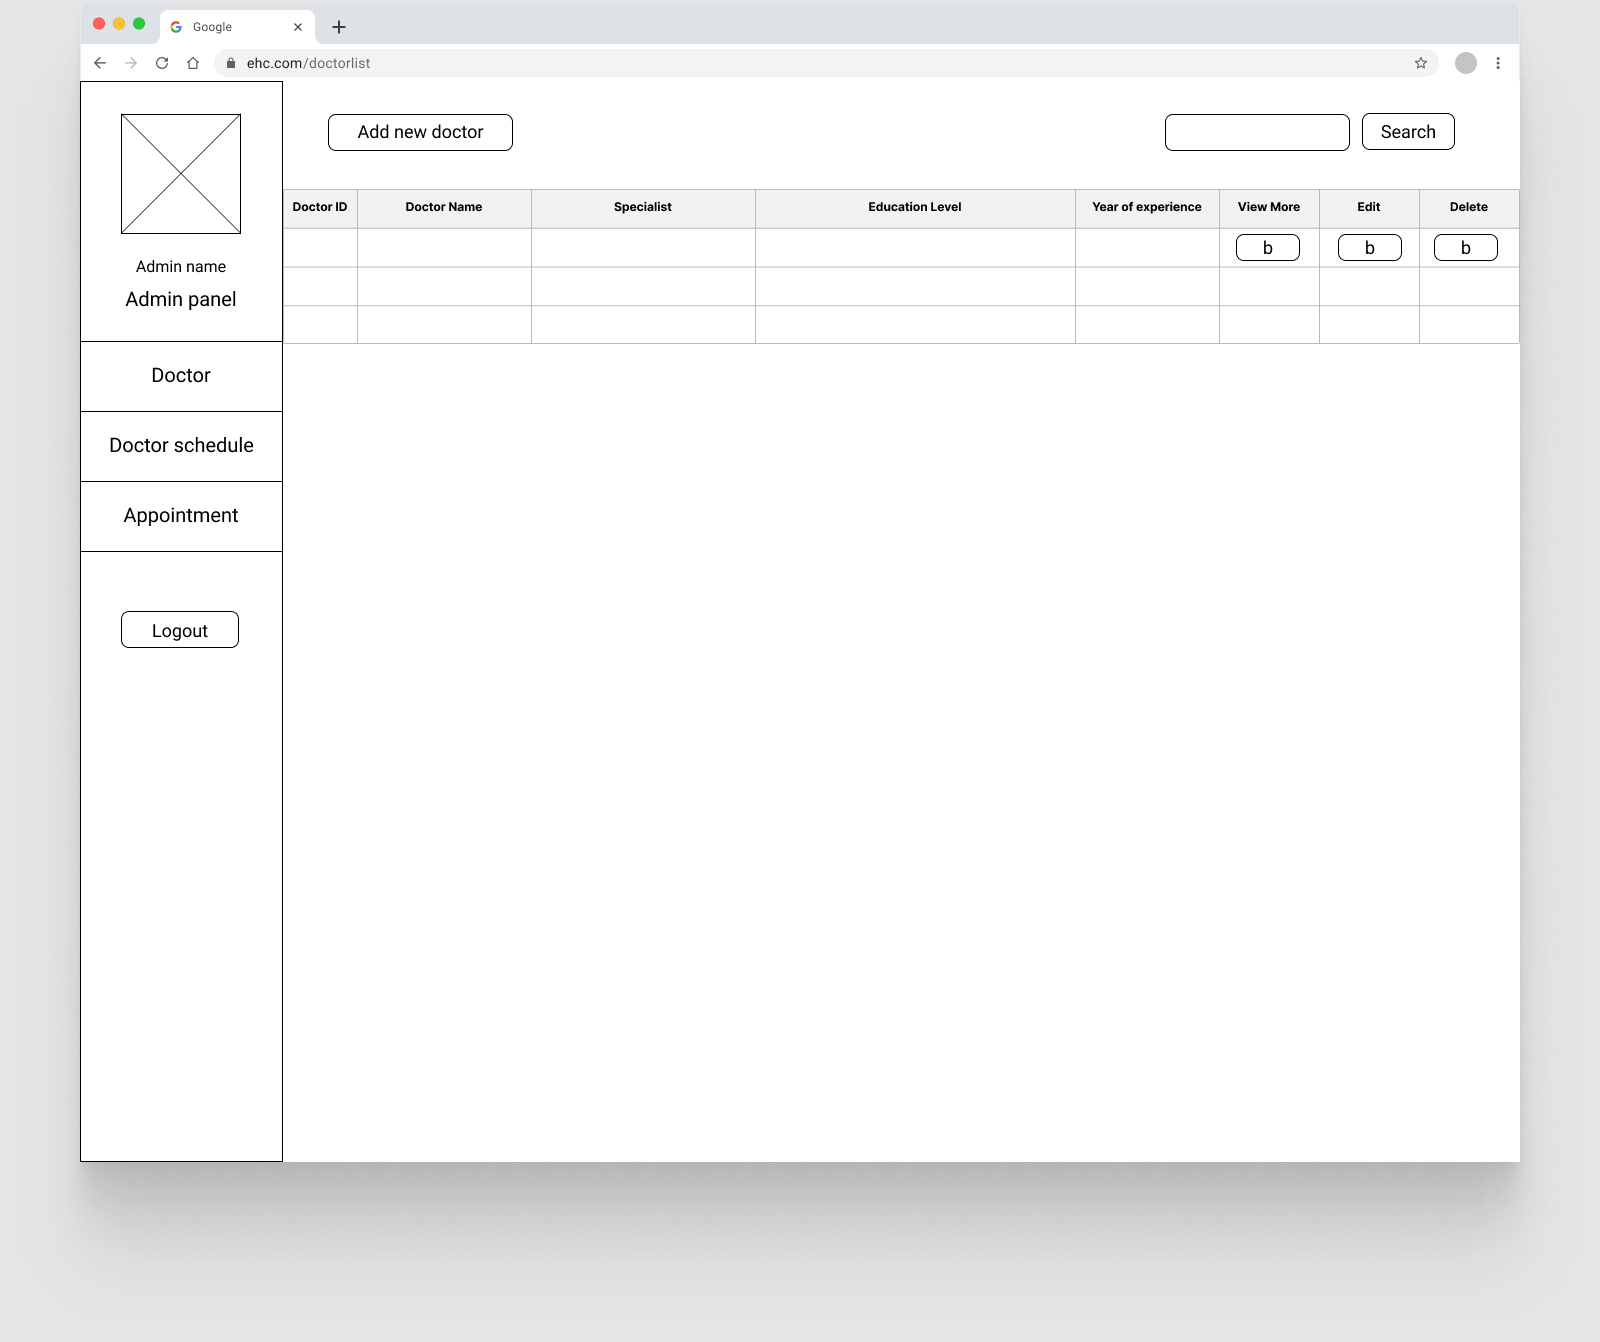 Google
ehc.com/doctorlist
Admin name
Admin panel
Doctor
Doctor schedule
Appointment
Logout
Add new doctor
Search
Doctor ID Doctor Name Specialist Education Level Year of experience View More Edit Delete
b b b